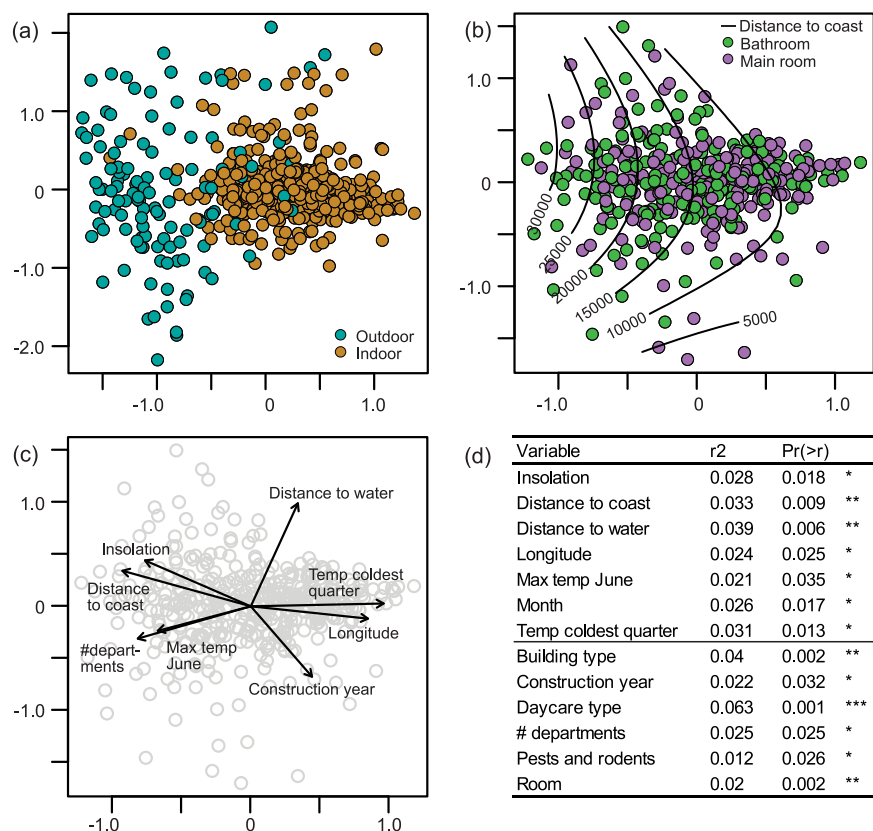 (a)
1.0
0
-1.0
-2.0
-1.0
0
1.0
Outdoor
Indoor
(b)
1.0
0
-1.0
-1.0
0
1.0
Distance to coast
Bathroom
Main room
30000
25000
20000
15000
10000
5000
(c)
1.0
0
-1.0
-1.0
0
1.0
Distance to water
Insolation
Distance
to coast
Temp coldest
quarter
Longitude
#depart-
ments
Max temp
June
Construction year
(d)
Variable r2 Pr(>r)
Insolation 0.028 0.018 *
Distance to coast 0.033 0.009 **
Distance to water 0.039 0.006 **
Longitude 0.024 0.025 *
Max temp June 0.021 0.035 *
Month 0.026 0.017 *
Temp coldest quarter 0.031 0.013 *
Building type 0.04 0.002 **
Construction year 0.022 0.032 *
Daycare type 0.063 0.001 ***
# departments 0.025 0.025 *
Pests and rodents 0.012 0.026 *
Room 0.02 0.002 **